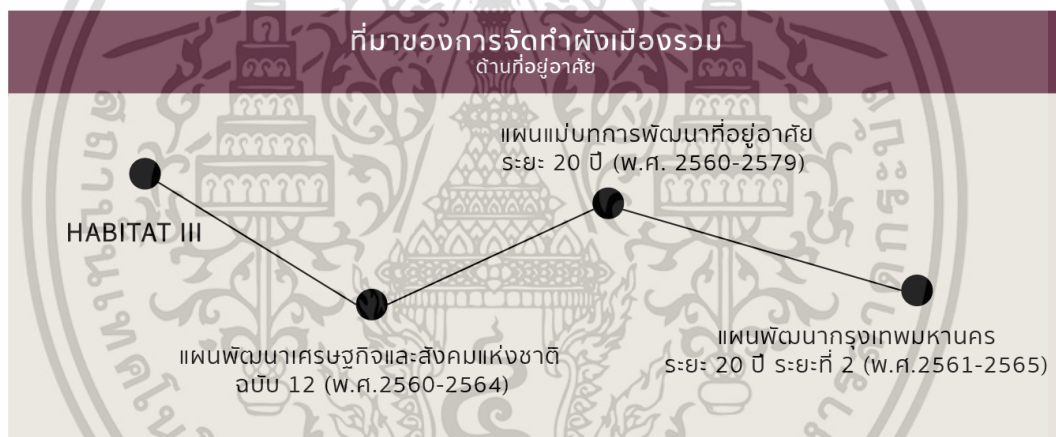 ที่มาของการจัดทำผังเมืองรวม
ด้านที่อยู่อาศัย
แผนแม่บทการพัฒนาที่อยู่อาศัย
ระยะ 20 ปี (พ.ศ. 2560-2579)
HABITAT III
แผนพัฒนาเศรษฐกิจและสังคมแห่งชาติ
ฉบับ 12 (พ.ศ.2560-2564)
แผนพัฒนากรุงเทพมหานคร
ระยะ 20 ปี ระยะที่ 2 (พ.ศ.2561-2565)